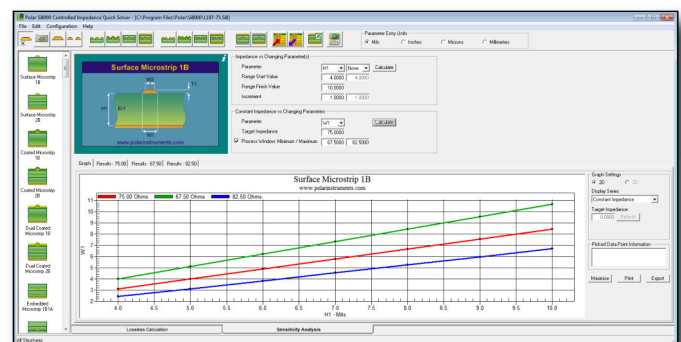 Polar Si8000 Controlled Impedance Quick Solver - [C:\Program Files\Polar\Si8000\L197-75.Si8]
File Edit Configuration Help
Parameter Entry Units
Mils Inches Microns Millimetres
Surface Microstrip 1B
Surface Microstrip 2B
Coated Microstrip 1B
Coated Microstrip 2B
Dual Coated Microstrip 1B
Dual Coated Microstrip 2B
Embedded Microstrip 1B1A
Surface Microstrip 1B
W2
T1
H1
Er1
W1
www.polarinstruments.com
Impedance vs Changing Parameter(s)
Parameter H1 None Calculate
Range Start Value 4.0000 4.0000
Range Finish Value 10.0000
Increment 1.0000 1.0000
Constant Impedance vs Changing Parameters
Parameter W1 Calculate
Target Impedance 75.0000
Process Window: Minimum / Maximum 67.5000 82.5000
Graph Results : 75.00 Results : 67.50 Results : 82.50
Surface Microstrip 1B
www.polarinstruments.com
75.00 Ohms 67.50 Ohms 82.50 Ohms
11
10
9
8
7
6
5
4
3
2
W1
4.0 4.5 5.0 5.5 6.0 6.5 7.0 7.5 8.0 8.5 9.0 9.5 10.0
H1 - Mils
Graph Settings
2D 3D
Display Series
Constant Impedance
Target Impedance
0.0000 Refresh
Picked Data Point Information
Maximise Print Export
Lossless Calculation Sensitivity Analysis
All Structures